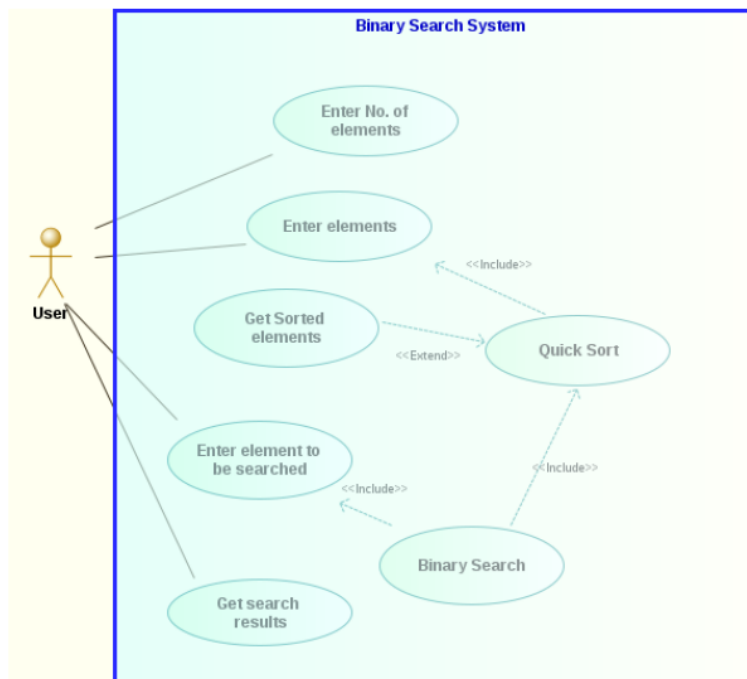 Binary Search System
Enter No. of
elements
Enter elements
<<Include>>
User
Get Sorted
elements
<<Extend>>
Quick Sort
Enter element to
be searched
<<Include>>
<<Include>>
Binary Search
Get search
results